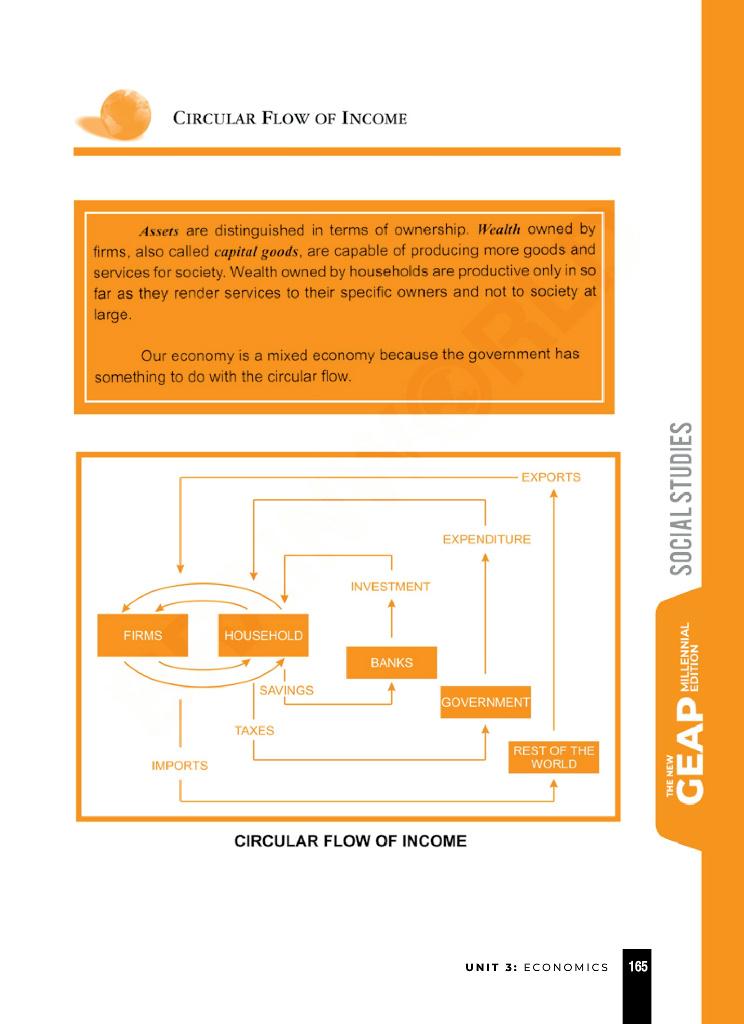 CIRCULAR FLOW OF INCOME
Assets are distinguished in terms of ownership. Wealth owned by
firms, also called capital goods, are capable of producing more goods and
services for society. Wealth owned by households are productive only in so
far as they render services to their specific owners and not to society at
large.
Our economy is a mixed economy because the government has
something to do with the circular flow.
EXPORTS
EXPENDITURE
INVESTMENT
FIRMS
HOUSEHOLD
BANKS
SAVINGS
GOVERNMENT
TAXES
REST OF THE
WORLD
IMPORTS
CIRCULAR FLOW OF INCOME
SOCIAL STUDIES
THE NEW
GEAP
MILLENNIAL
EDITION
UNIT 3: ECONOMICS
165